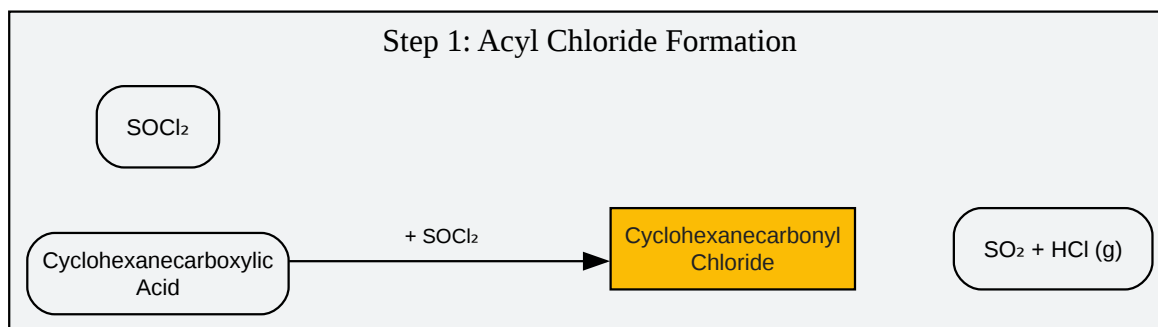 Step 1: Acyl Chloride Formation
SOCl₂
+ SOCl₂
Cyclohexanecarboxylic
Acid
Cyclohexanecarbonyl
Chloride
SO₂ + HCl (g)